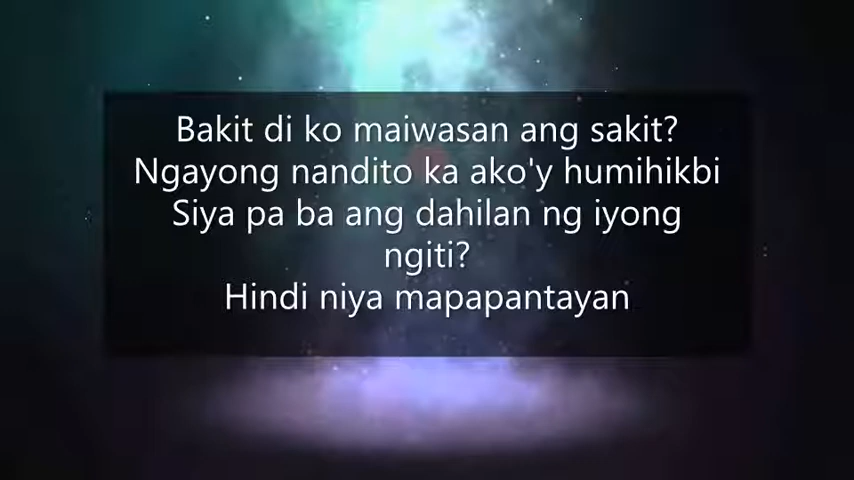 Bakit di ko maiwasan ang sakit?
Ngayong nandito ka ako'y humihikbi
Siya pa ba ang dahilan ng iyong
ngiti?
Hindi niya mapapantayan